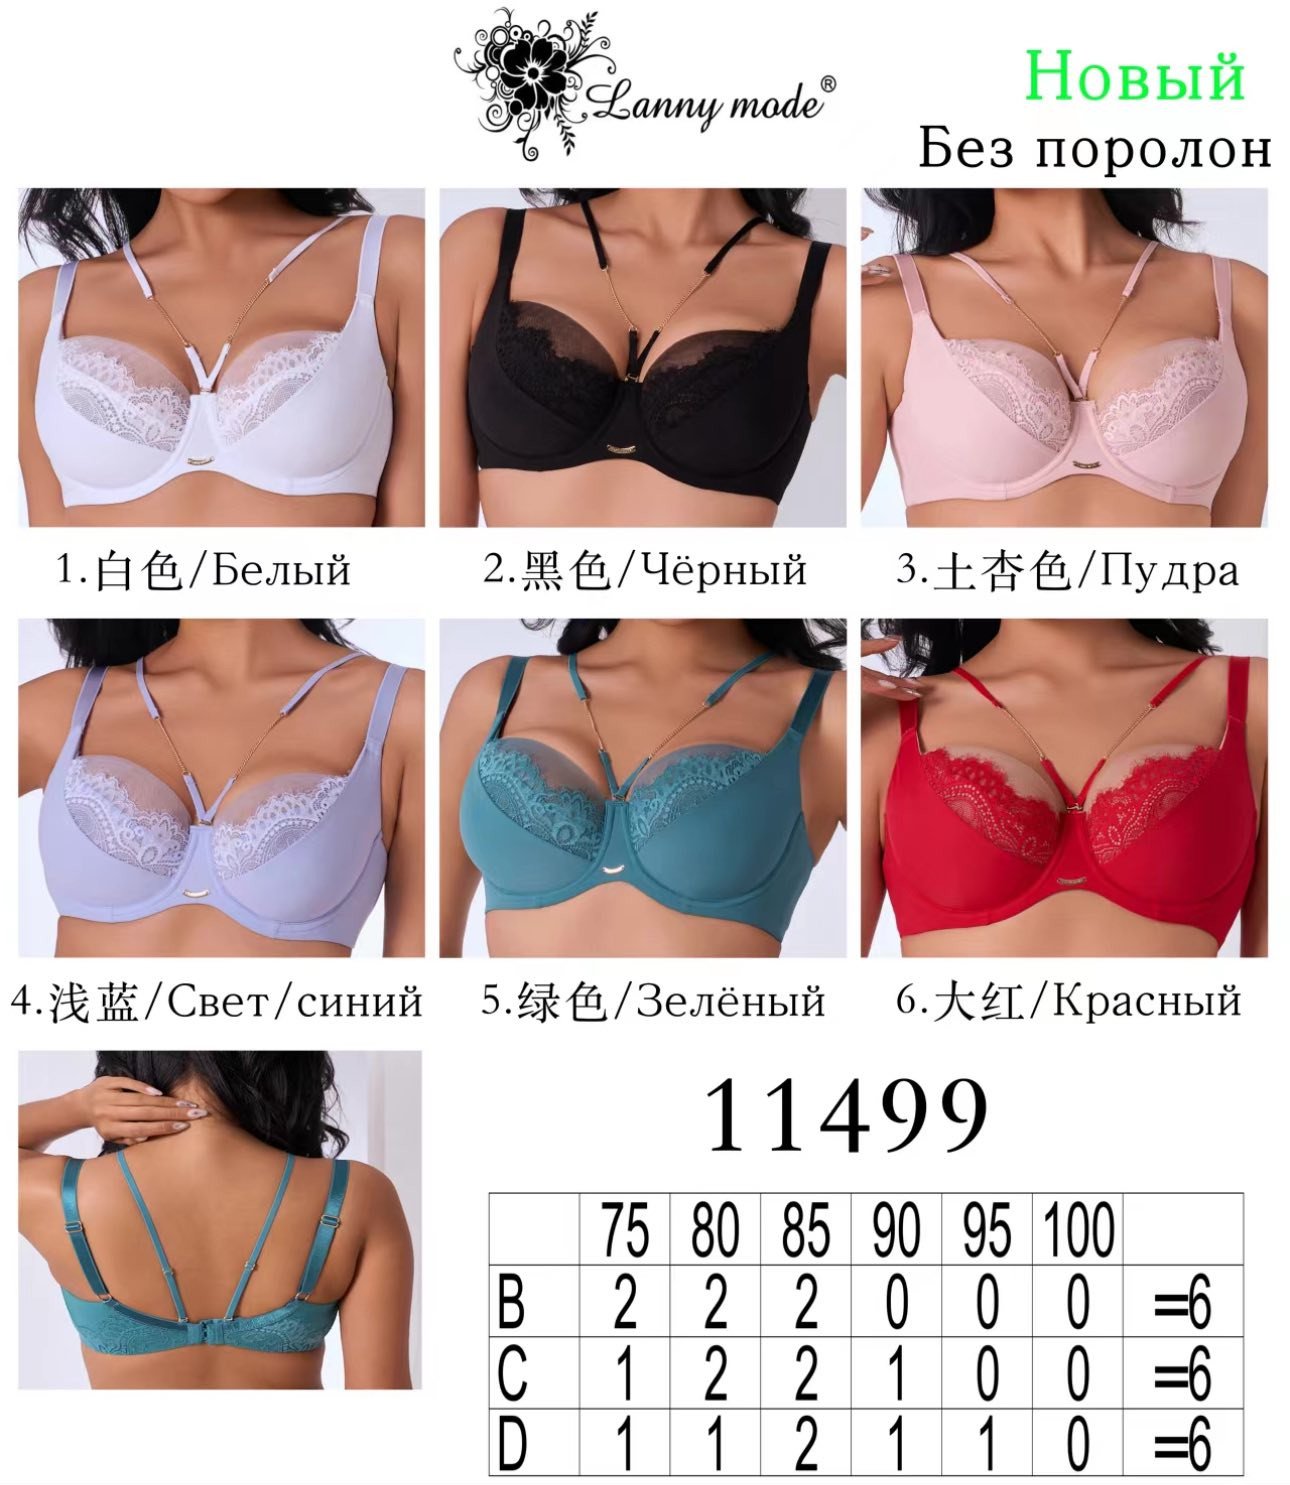 Lanny mode®
Новый
Без поролон
1.白色/Белый
2.黑色/Чёрный
3.土杏色/Пудра
4.浅蓝/Свет/синий
5.绿色/Зелёный
6.大红/Красный
11499
75 80 85 90 95 100
B 2 2 2 0 0 0 =6
C 1 2 2 1 0 0 =6
D 1 1 2 1 1 0 =6